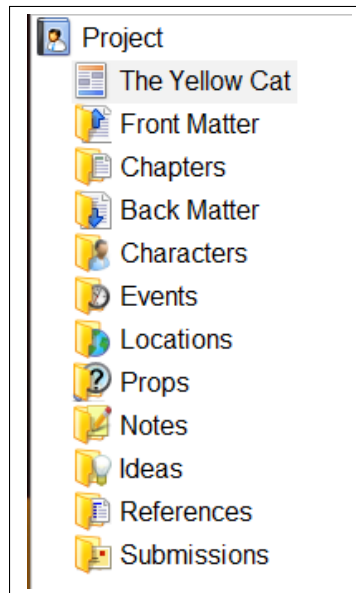 Project
The Yellow Cat
Front Matter
Chapters
Back Matter
Characters
Events
Locations
Props
Notes
Ideas
References
Submissions